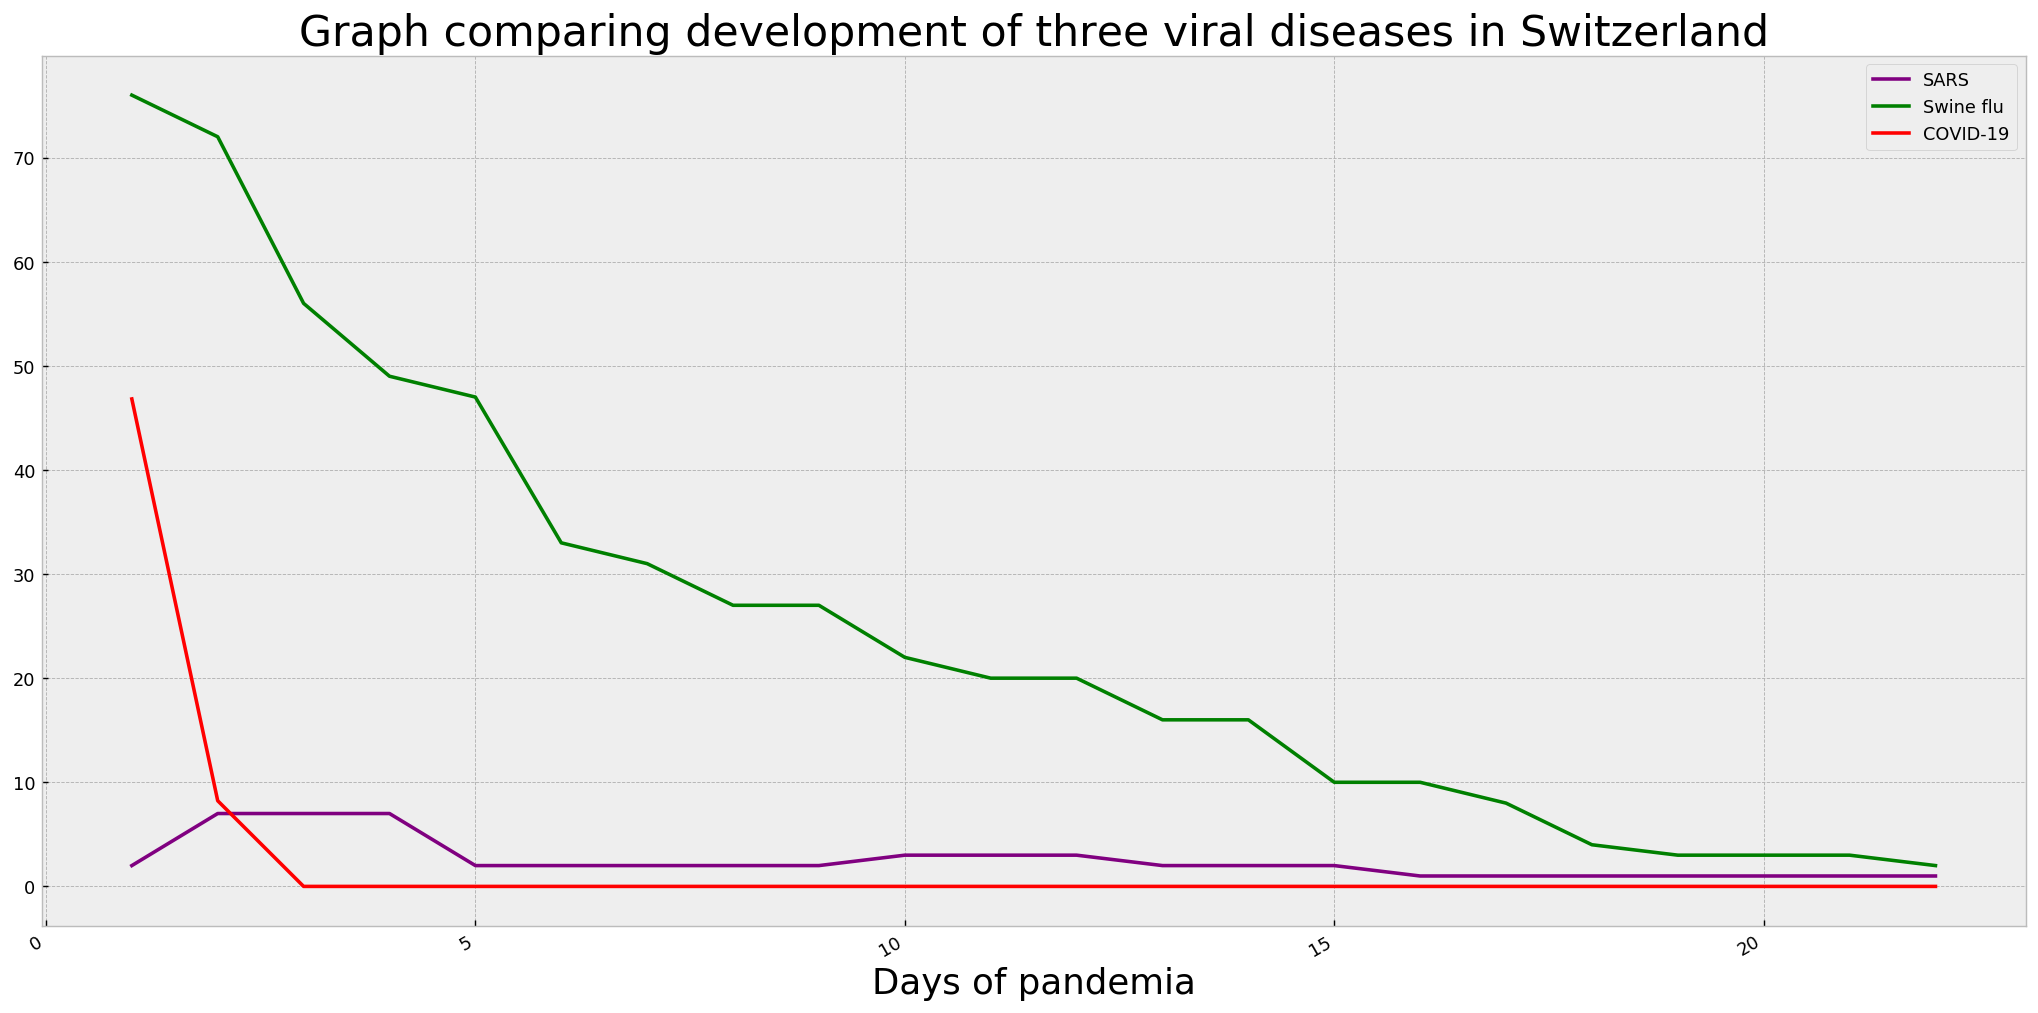 Graph comparing development of three viral diseases in Switzerland
SARS
Swine flu
COVID-19
70
60
50
40
30
20
10
0
0
5
10
15
20
Days of pandemia